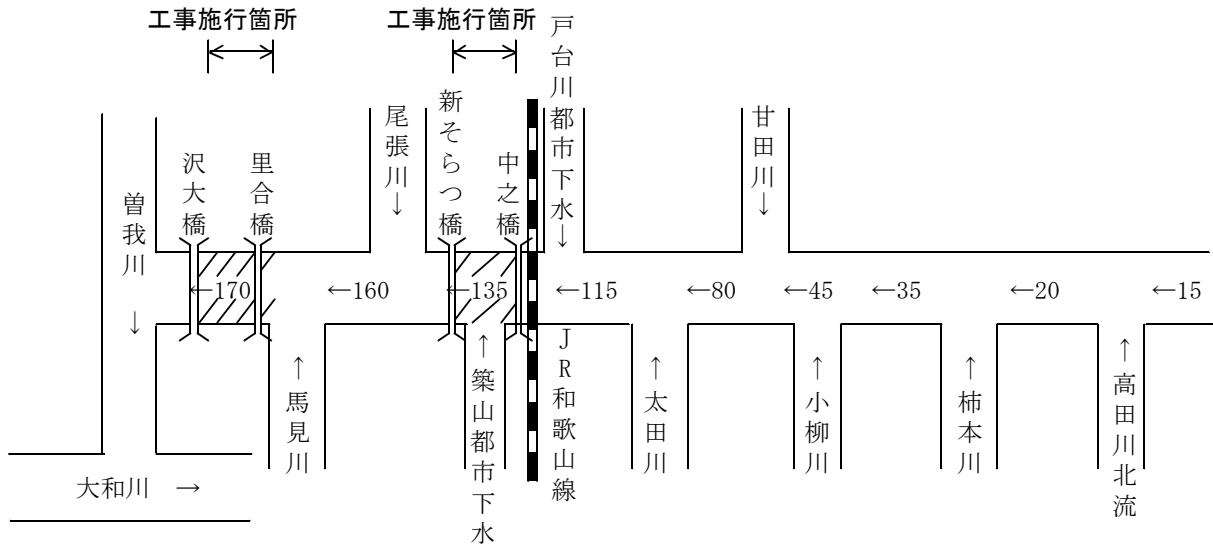 工事施行箇所
工事施行箇所
曽我川
↓
沢大橋
里合橋
尾張川↓
新そらつ橋
中之橋
戸台川都市下水↓
甘田川↓
←170
←160
←135
←115
←80
←45
←35
←20
←15
↑馬見川
↑築山都市下水
JR和歌山線
↑太田川
↑小柳川
↑柿本川
↑高田川北流
大和川 →